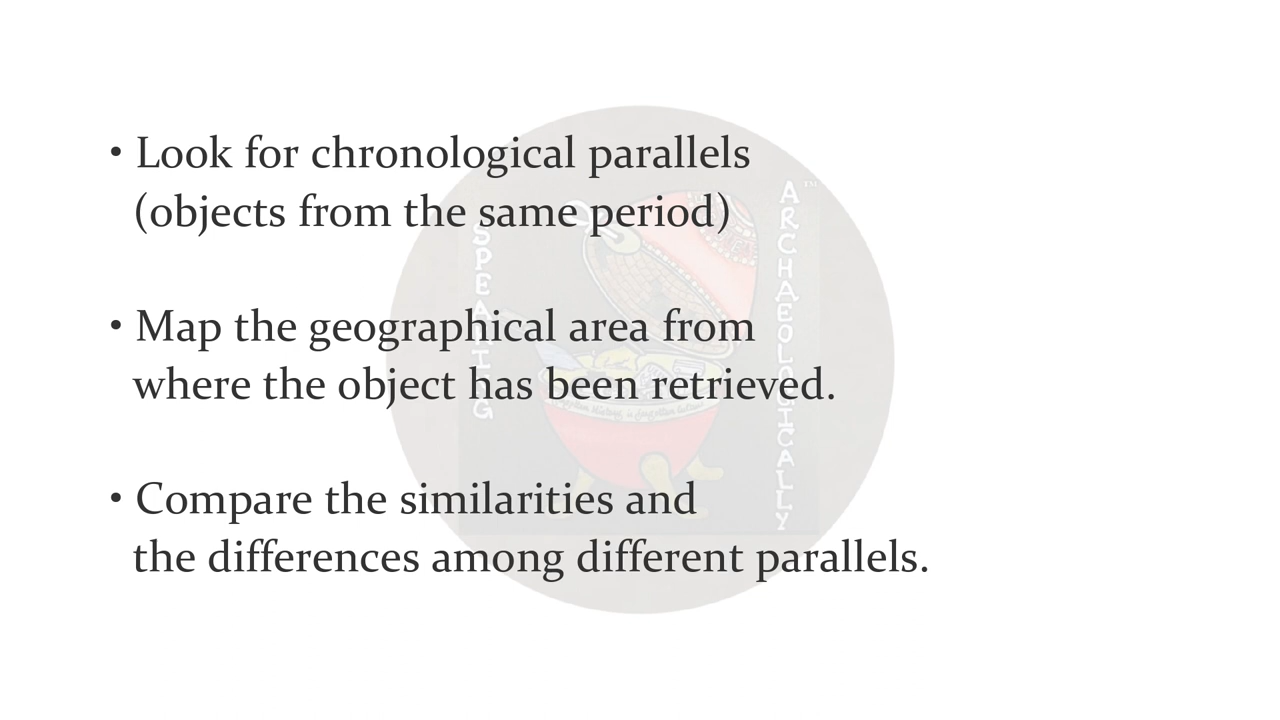 • Look for chronological parallels
(objects from the same period)
• Map the geographical area from
where the object has been retrieved.
• Compare the similarities and
the differences among different parallels.
SPEAKING
ARCHAEOLOGICALLY